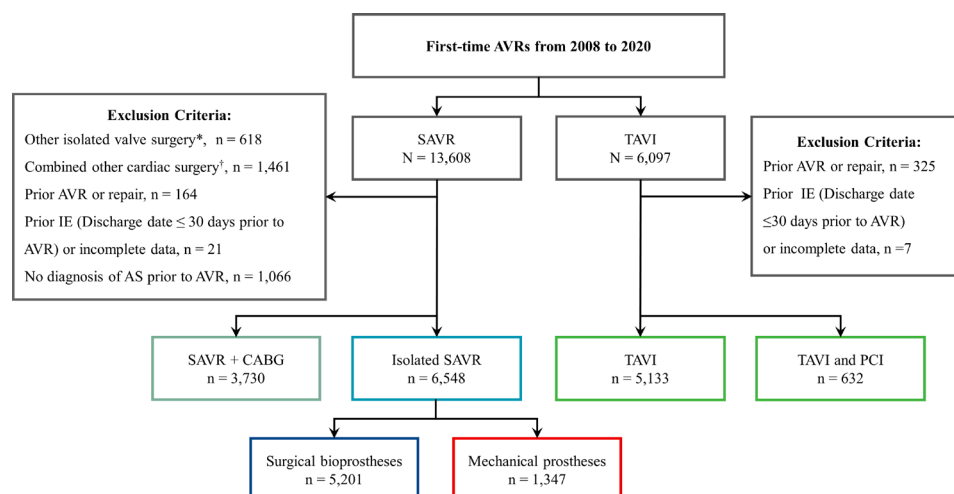 First-time AVRs from 2008 to 2020
Exclusion Criteria:
Other isolated valve surgery*, n = 618
Combined other cardiac surgery†, n = 1,461
Prior AVR or repair, n = 164
Prior IE (Discharge date ≤ 30 days prior to
AVR) or incomplete data, n = 21
No diagnosis of AS prior to AVR, n = 1,066
SAVR
N = 13,608
TAVI
N = 6,097
Exclusion Criteria:
Prior AVR or repair, n = 325
Prior IE (Discharge date
≤30 days prior to AVR)
or incomplete data, n =7
SAVR + CABG
n = 3,730
Isolated SAVR
n = 6,548
TAVI
n = 5,133
TAVI and PCI
n = 632
Surgical bioprostheses
n = 5,201
Mechanical prostheses
n = 1,347